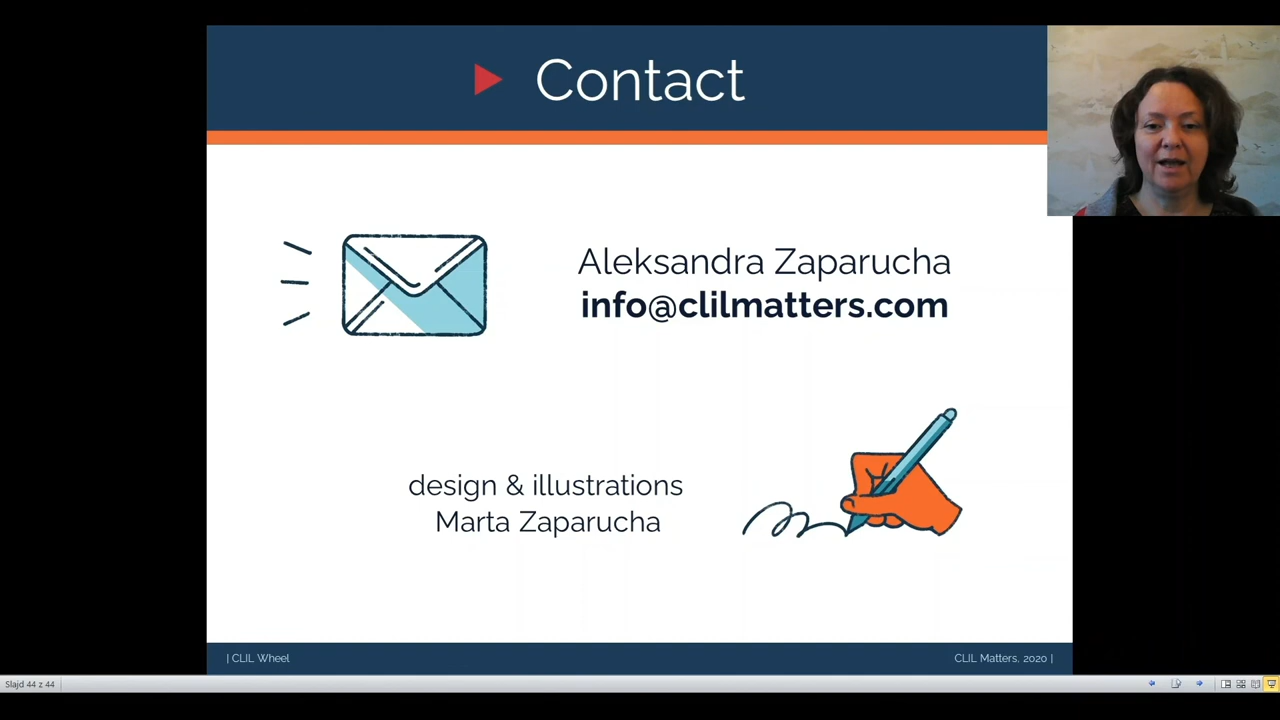 Contact
Aleksandra Zaparucha
info@clilmatters.com
design & illustrations
Marta Zaparucha
| CLIL Wheel
CLIL Matters, 2020 |
Slajd 44 z 44